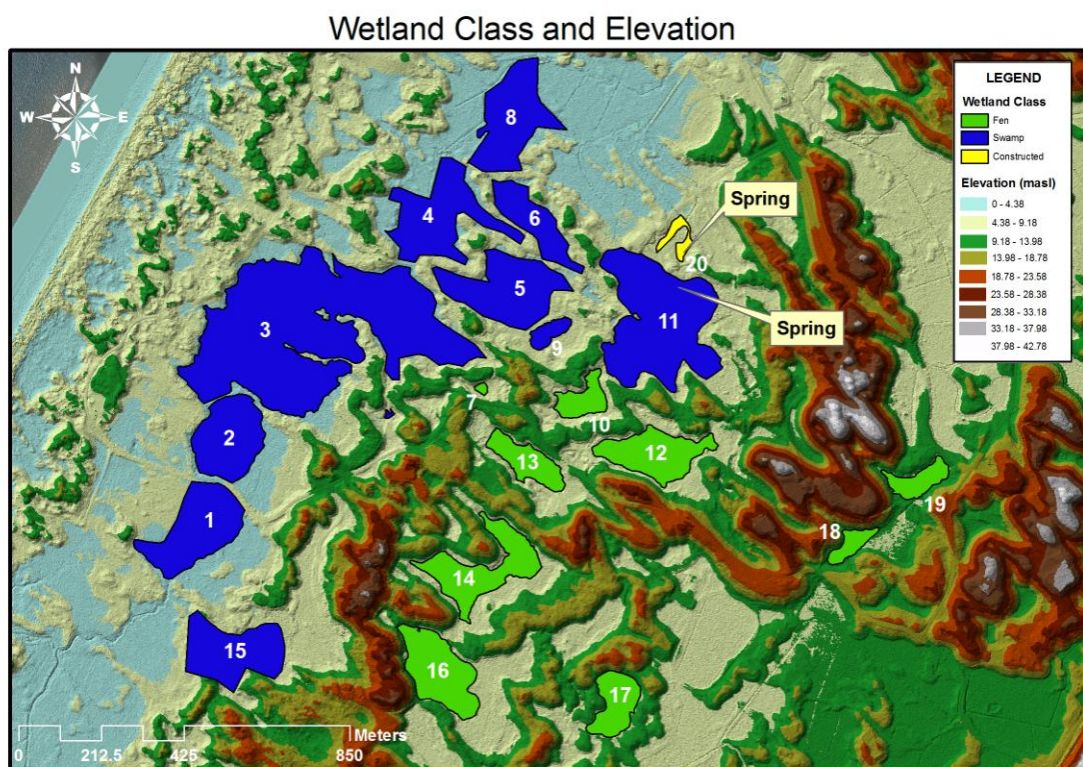 Wetland Class and Elevation
N
W E
S
LEGEND
Wetland Class
Fen
Swamp
Constructed
Elevation (masl)
0 - 4.38
4.38 - 9.18
9.18 - 13.98
13.98 - 18.78
18.78 - 23.58
23.58 - 28.38
28.38 - 33.18
33.18 - 37.98
37.98 - 42.78
8
4
6
Spring
20
5
3
11
Spring
9
7
10
2
13
12
19
18
1
14
15
16
17
Meters
0 212.5 425 850